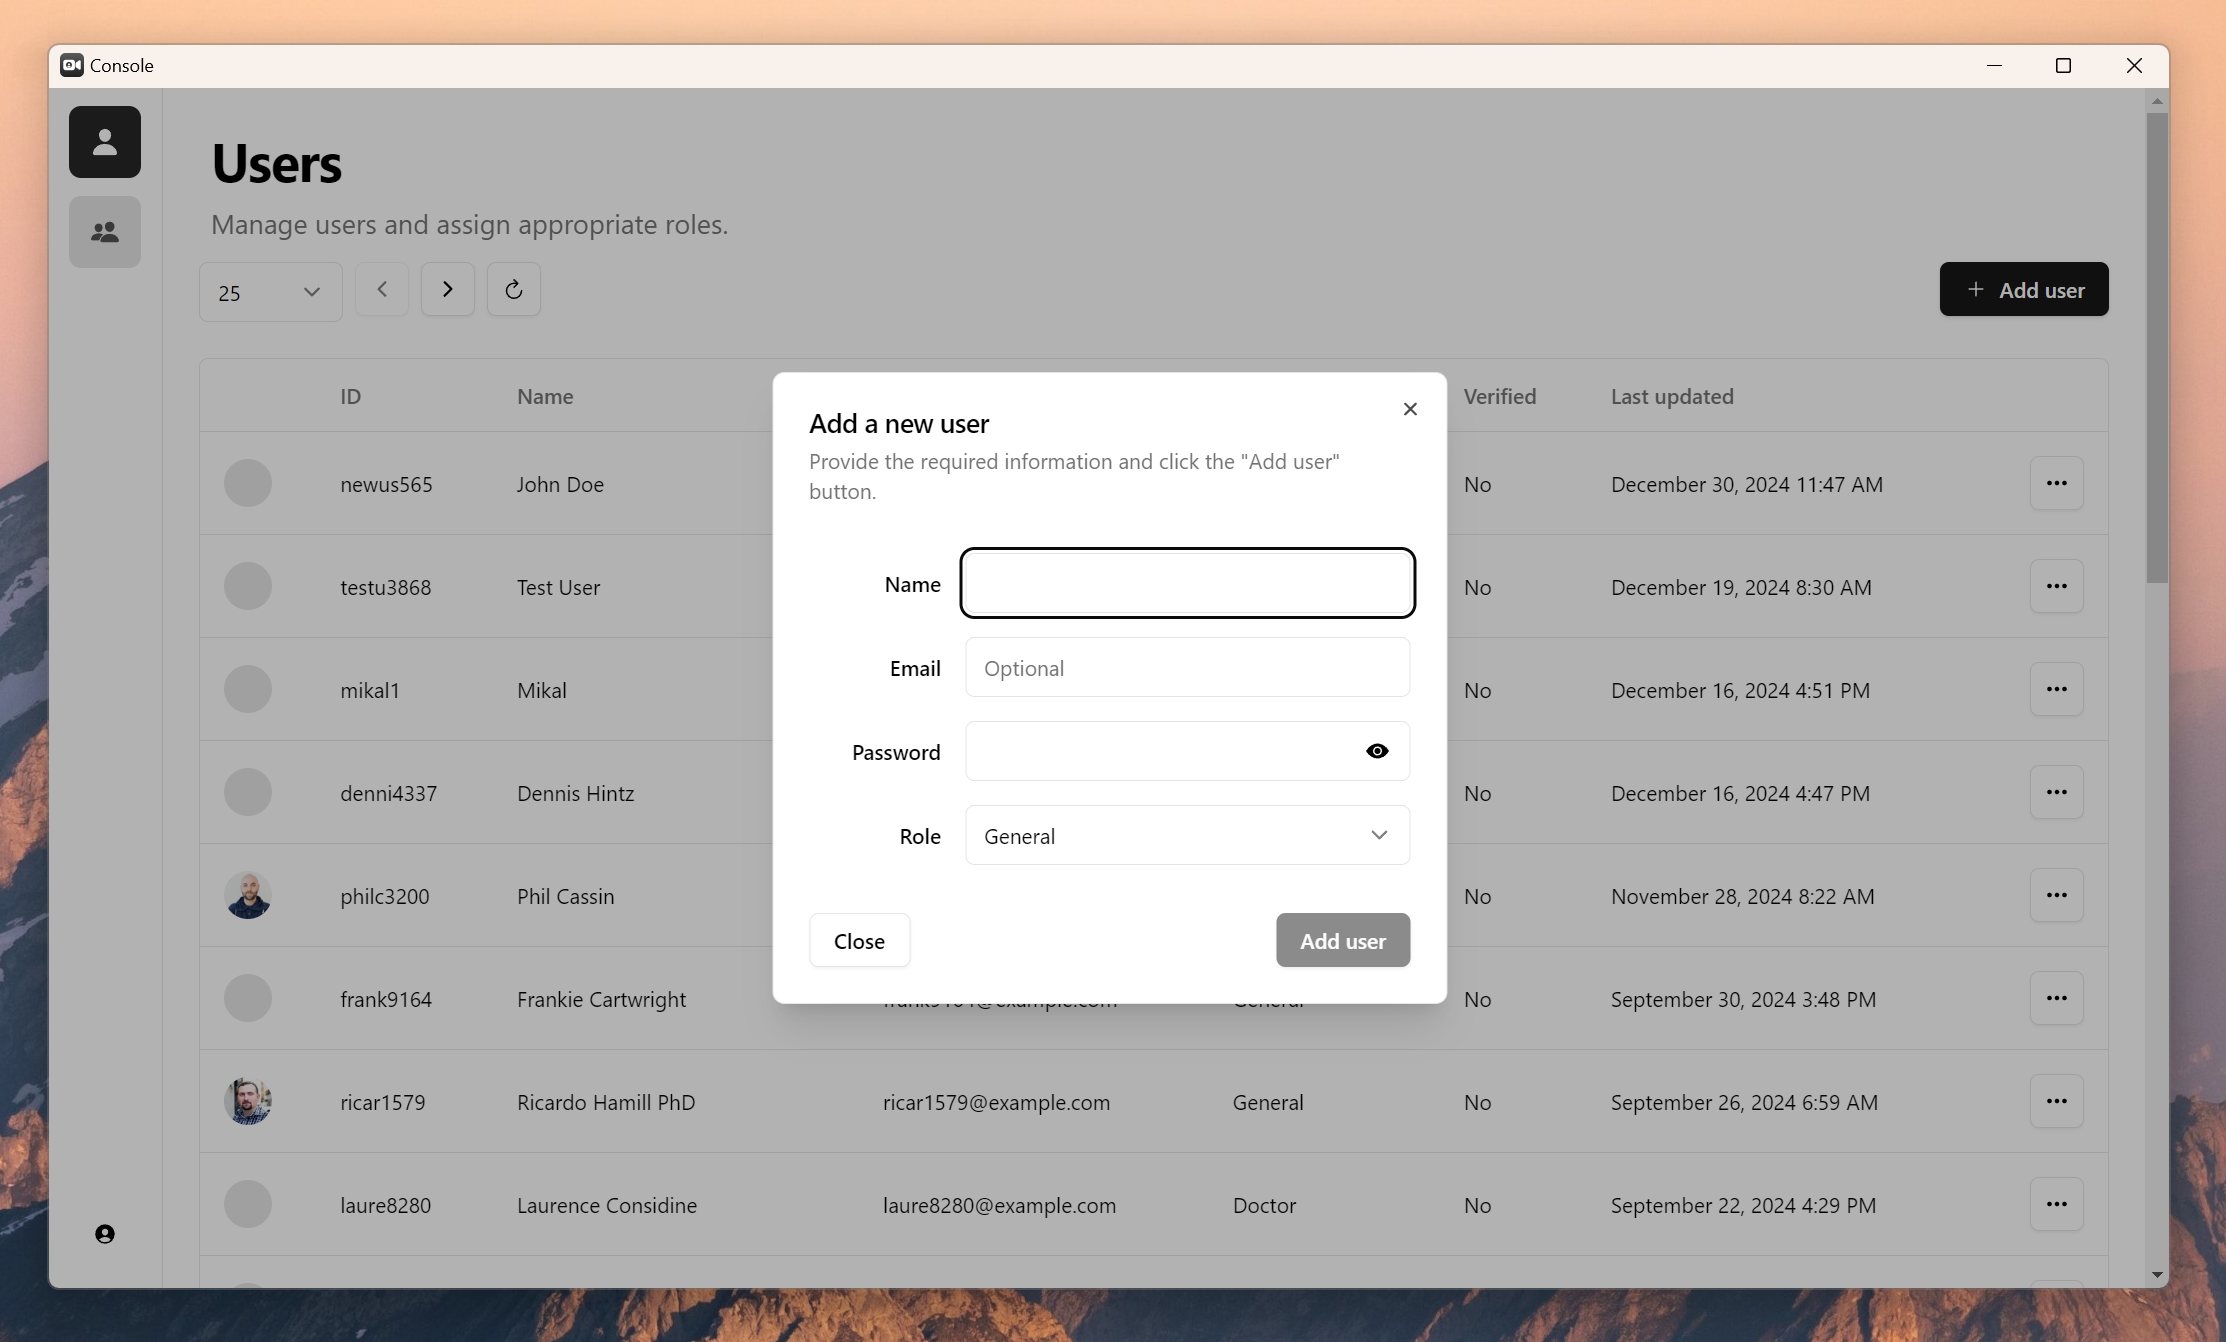 Console
Users
Manage users and assign appropriate roles.
25
+ Add user
ID Name Verified Last updated
Add a new user
Provide the required information and click the "Add user"
button.
Name
Email Optional
Password
Role General
Close Add user
newus565 John Doe No December 30, 2024 11:47 AM
testu3868 Test User No December 19, 2024 8:30 AM
mikal1 Mikal No December 16, 2024 4:51 PM
denni4337 Dennis Hintz No December 16, 2024 4:47 PM
philc3200 Phil Cassin No November 28, 2024 8:22 AM
frank9164 Frankie Cartwright No September 30, 2024 3:48 PM
ricar1579 Ricardo Hamill PhD ricar1579@example.com General No September 26, 2024 6:59 AM
laure8280 Laurence Considine laure8280@example.com Doctor No September 22, 2024 4:29 PM